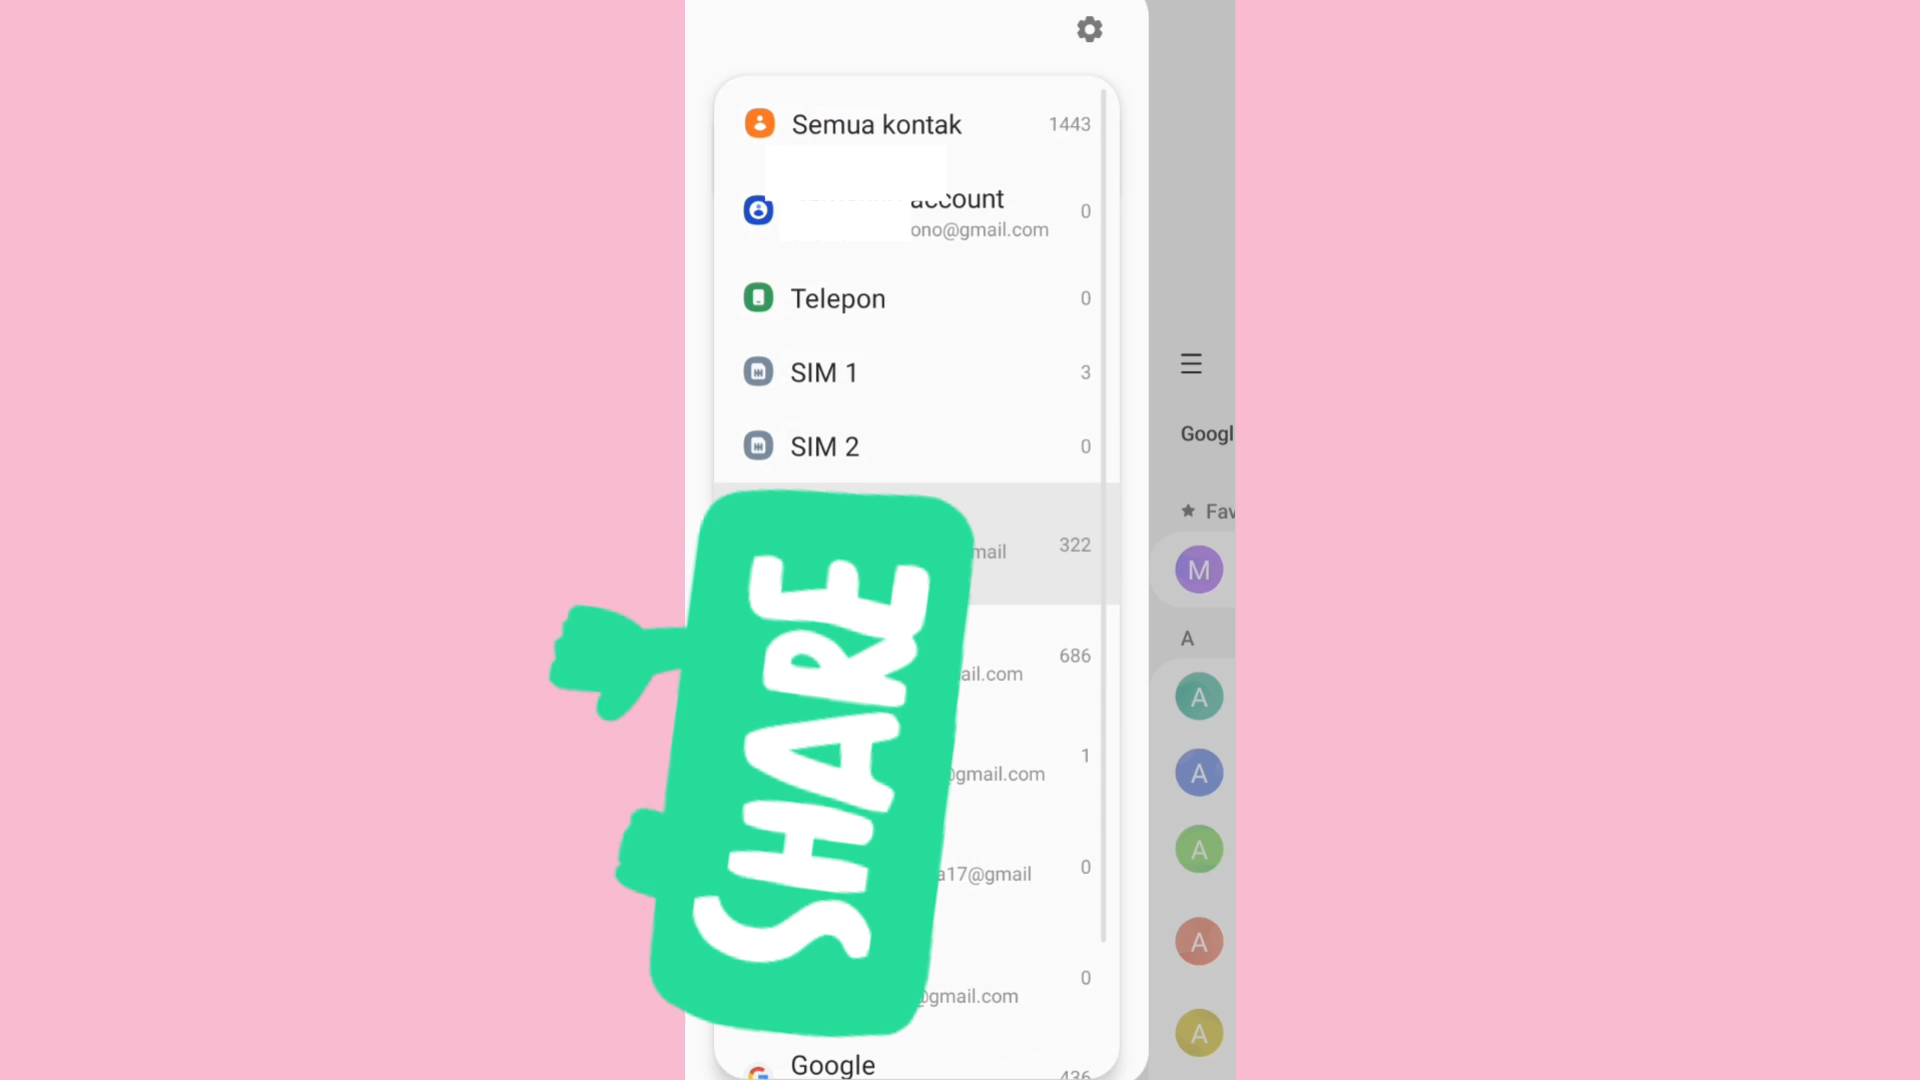 Semua kontak 1443
account 0
ono@gmail.com
Telepon 0
SIM 1 3
SIM 2 0
mail 322
686
ail.com
1
@gmail.com
0
a17@gmail
0
@gmail.com
Google
436
SHARE
Googl
Fav
M
A
A
A
A
A
A